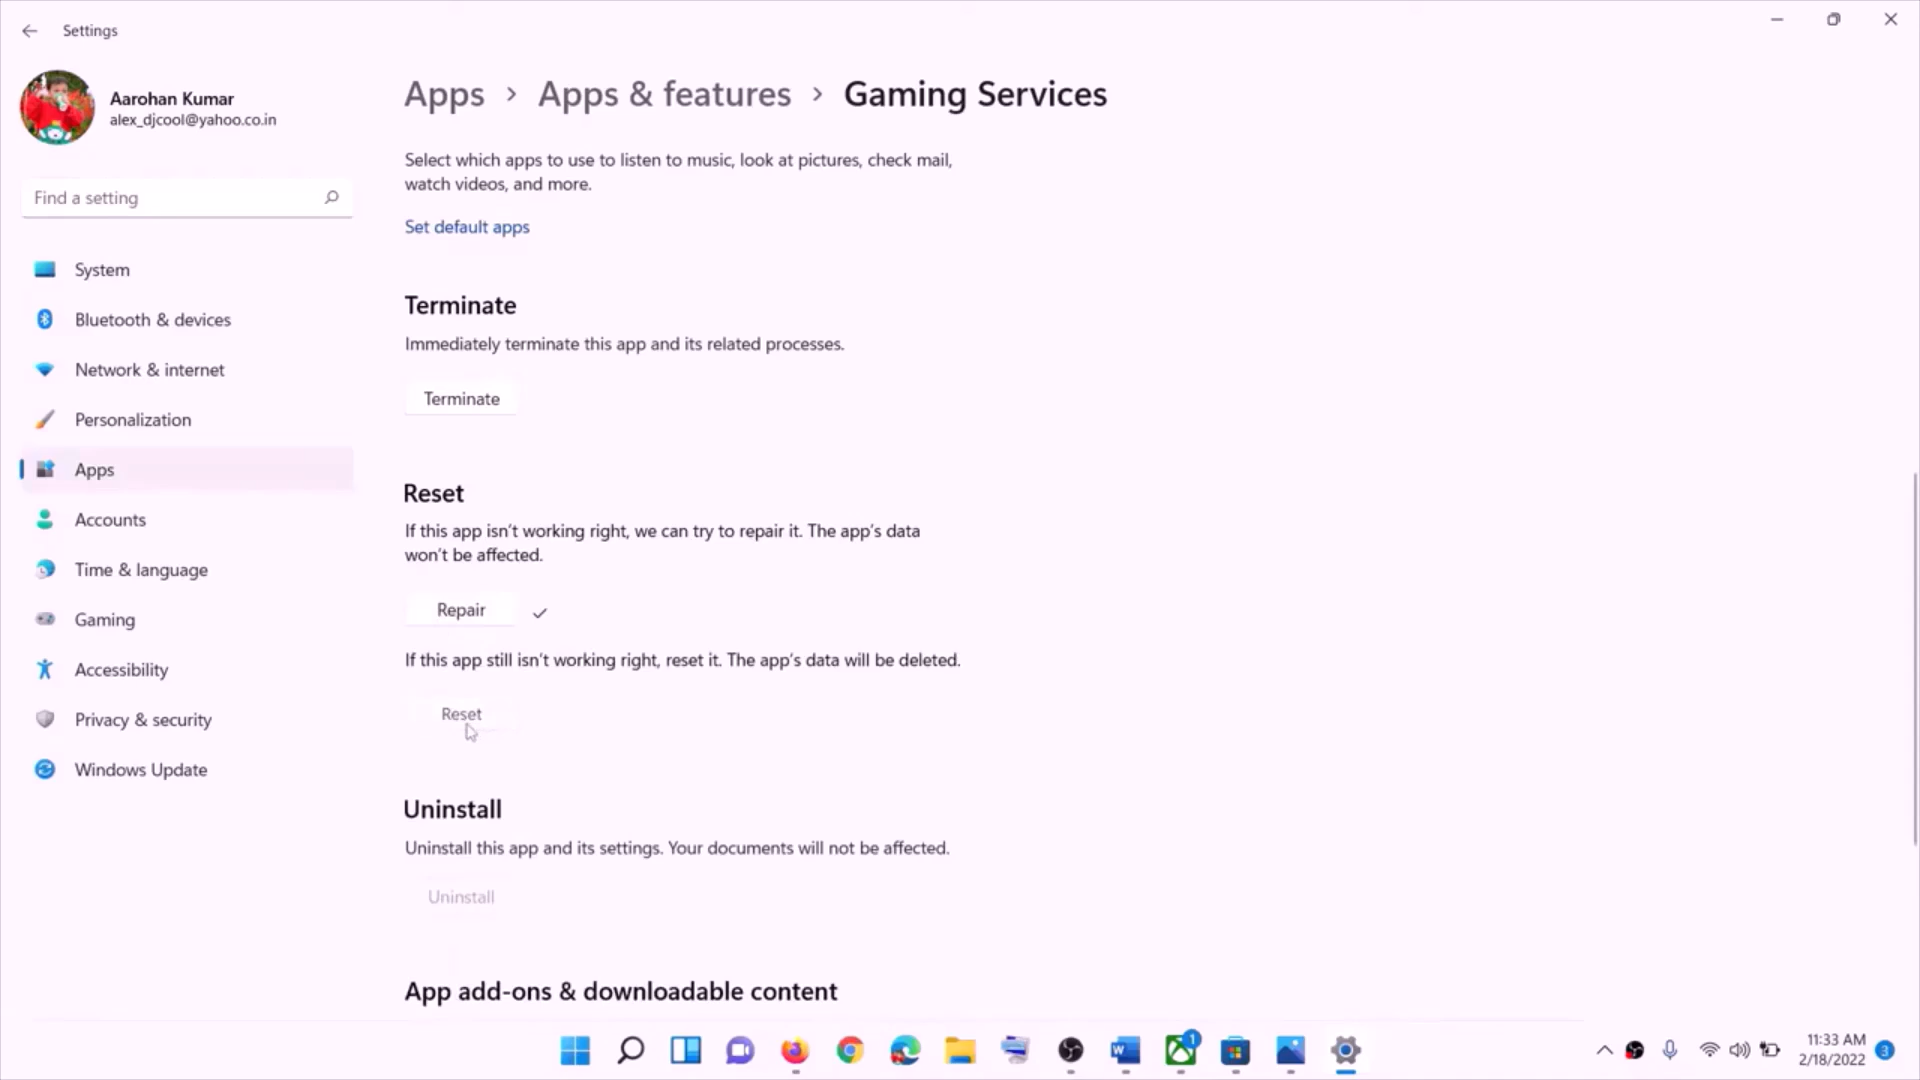 Settings
Aarohan Kumar
alex_djcool@yahoo.co.in
Find a setting
System
Bluetooth & devices
Network & internet
Personalization
Apps
Accounts
Time & language
Gaming
Accessibility
Privacy & security
Windows Update
Apps > Apps & features > Gaming Services
Select which apps to use to listen to music, look at pictures, check mail,
watch videos, and more.
Set default apps
Terminate
Immediately terminate this app and its related processes.
Terminate
Reset
If this app isn't working right, we can try to repair it. The app's data
won't be affected.
Repair
If this app still isn't working right, reset it. The app's data will be deleted.
Reset
Uninstall
Uninstall this app and its settings. Your documents will not be affected.
Uninstall
App add-ons & downloadable content
W
1
11:33 AM
2/18/2022
3